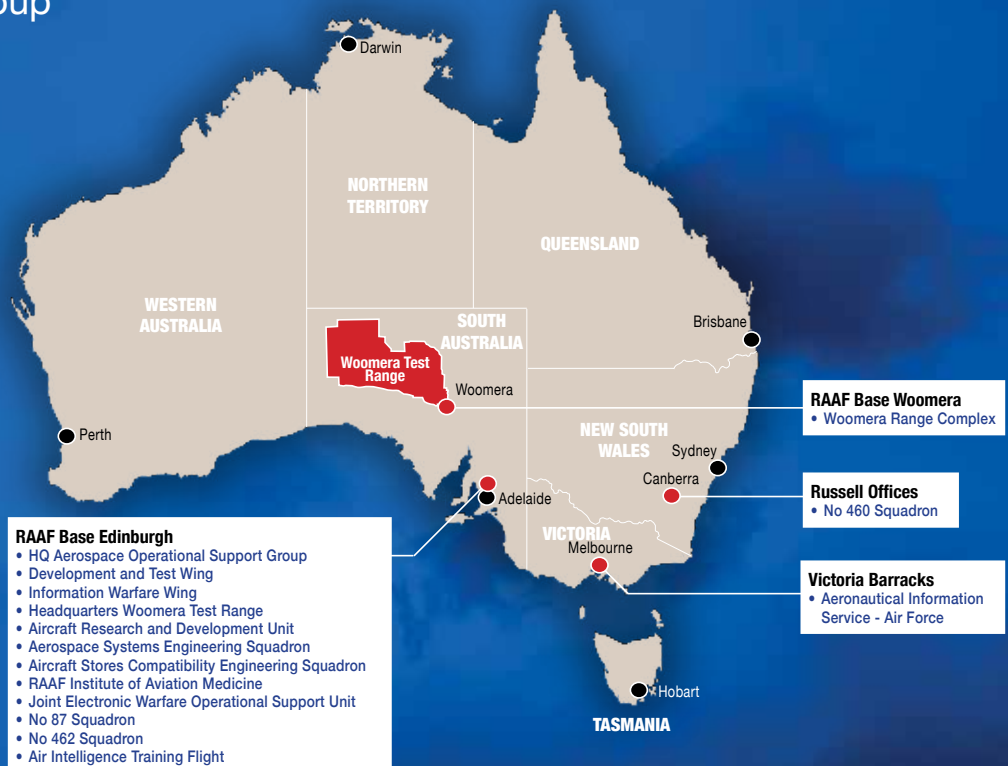 Darwin
NORTHERN
TERRITORY
QUEENSLAND
WESTERN
AUSTRALIA
SOUTH
AUSTRALIA
Brisbane
Woomera Test
Range
Woomera
RAAF Base Woomera
• Woomera Range Complex
Perth
NEW SOUTH
WALES
Sydney
Canberra
Russell Offices
• No 460 Squadron
Adelaide
VICTORIA
Melbourne
Victoria Barracks
• Aeronautical Information
Service - Air Force
RAAF Base Edinburgh
• HQ Aerospace Operational Support Group
• Development and Test Wing
• Information Warfare Wing
• Headquarters Woomera Test Range
• Aircraft Research and Development Unit
• Aerospace Systems Engineering Squadron
• Aircraft Stores Compatibility Engineering Squadron
• RAAF Institute of Aviation Medicine
• Joint Electronic Warfare Operational Support Unit
• No 87 Squadron
• No 462 Squadron
• Air Intelligence Training Flight
Hobart
TASMANIA